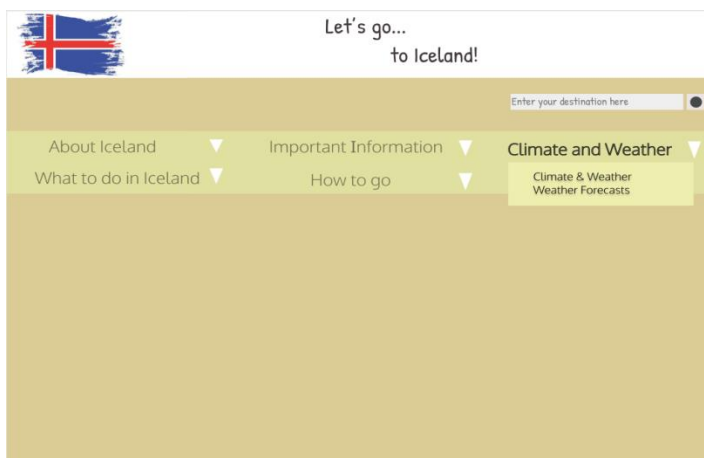 Let's go...
to Iceland!
Enter your destination here
About Iceland
Important Information
Climate and Weather
What to do in Iceland
How to go
Climate & Weather
Weather Forecasts